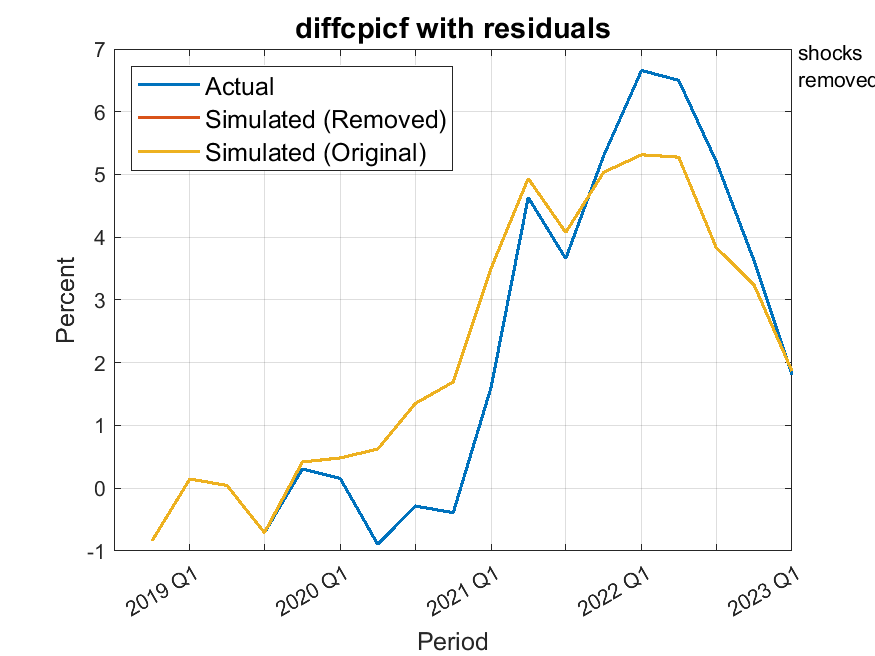 diffcpicf with residuals
shocks
removed
Actual
Simulated (Removed)
Simulated (Original)
7
6
5
4
3
2
1
0
-1
Percent
2019 Q1
2020 Q1
2021 Q1
2022 Q1
2023 Q1
Period